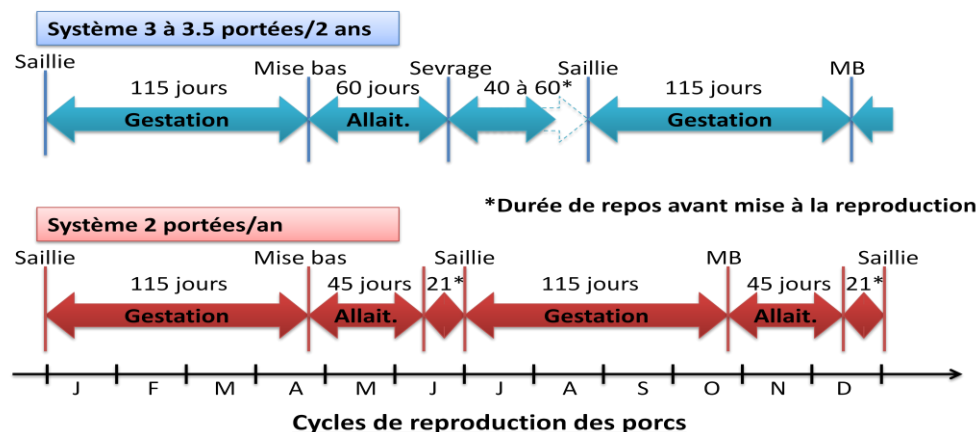 Système 3 à 3.5 portées/2 ans
Saillie Mise bas Sevrage Saillie MB
115 jours 60 jours 40 à 60* 115 jours
Gestation Allait. Gestation
*Durée de repos avant mise à la reproduction
Système 2 portées/an
Saillie Mise bas Saillie MB Saillie
115 jours 45 jours 21* 115 jours 45 jours 21*
Gestation Allait. Gestation Allait.
J F M A M J J A S O N D
Cycles de reproduction des porcs